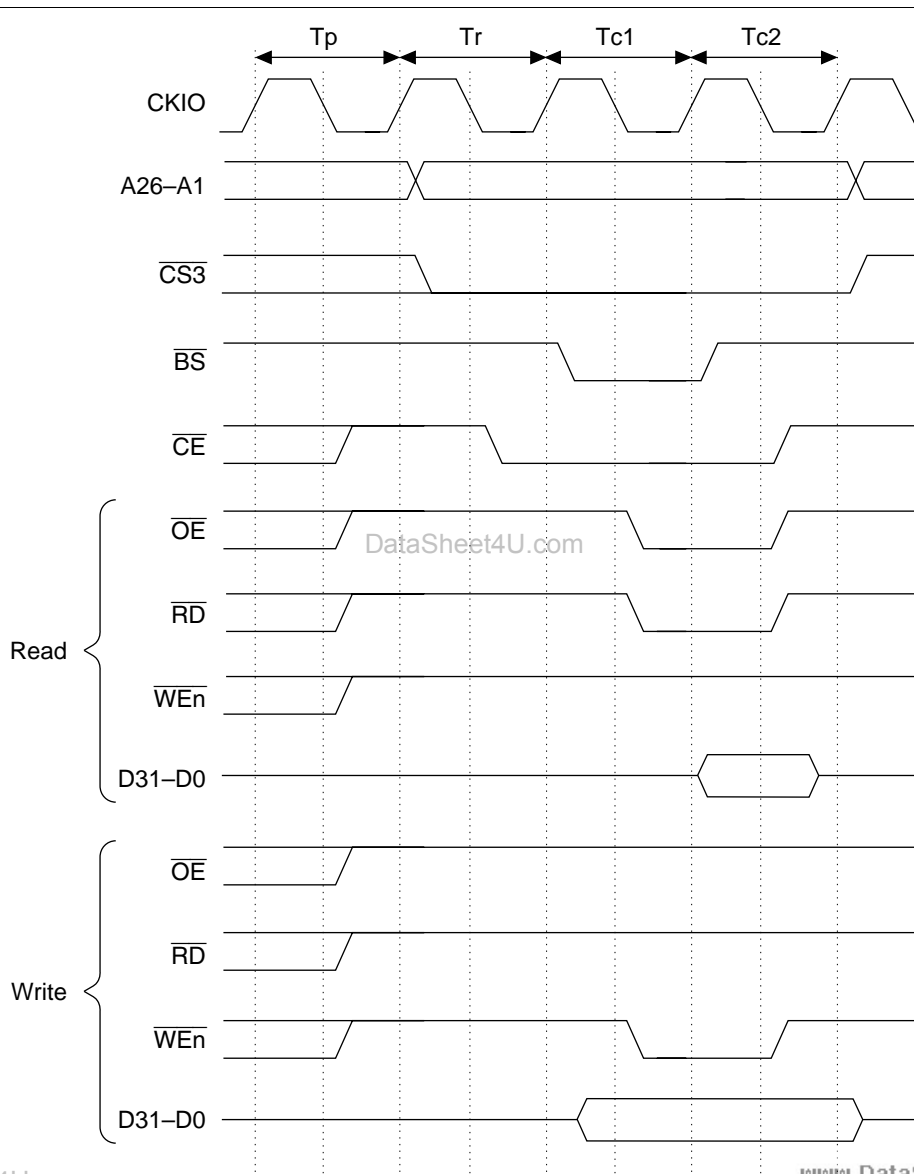 Tp Tr Tc1 Tc2
CKIO
A26–A1
CS3
BS
CE
OE
DataSheet4U.com
RD
Read
WEn
D31–D0
OE
RD
Write
WEn
D31–D0